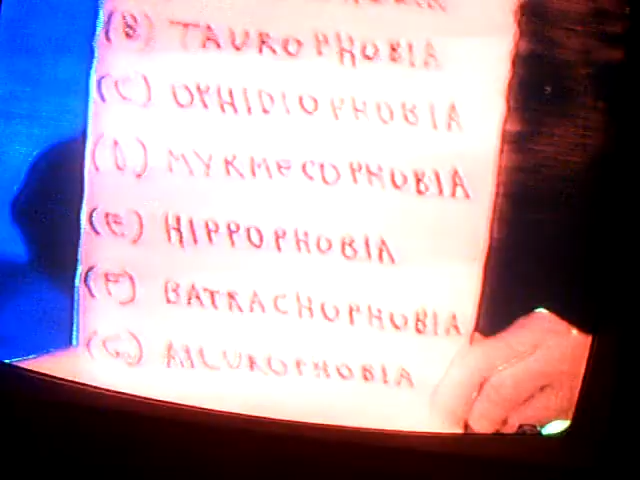 (B) TAUROPHOBIA
(C) OPHIDIOPHOBIA
(D) MYRMECOPHOBIA
(E) HIPPOPHOBIA
(F) BATRACHOPHOBIA
(G) AILUROPHOBIA